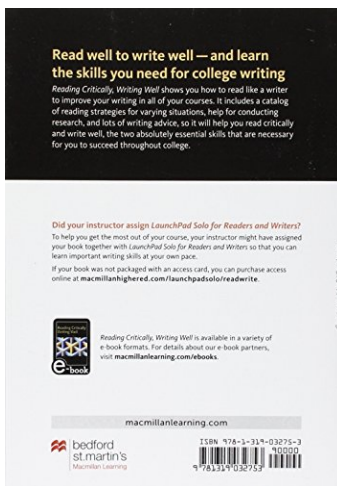 Read well to write well—and learn
the skills you need for college writing
Reading Critically, Writing Well shows you how to read like a writer
to improve your writing in all of your courses. It includes a catalog
of reading strategies for varying situations, help for conducting
research, and lots of writing advice, so it will help you read critically
and write well, the two absolutely essential skills that are necessary
for you to succeed throughout college.
Did your instructor assign LaunchPad Solo for Readers and Writers?
To help you get the most out of your course, your instructor might have assigned
your book together with LaunchPad Solo for Readers and Writers so that you can
learn important writing skills at your own pace.
If your book was not packaged with an access card, you can purchase access
online at macmillanhighered.com/launchpadsolo/readwrite.
Reading Critically
Writing Well
e-book
Reading Critically, Writing Well is available in a variety of
e-book formats. For details about our e-book partners,
visit macmillanlearning.com/ebooks.
macmillanlearning.com
bedford
st.martin's
Macmillan Learning
ISBN 978-1-319-03275-3
90000
9 781319 032753